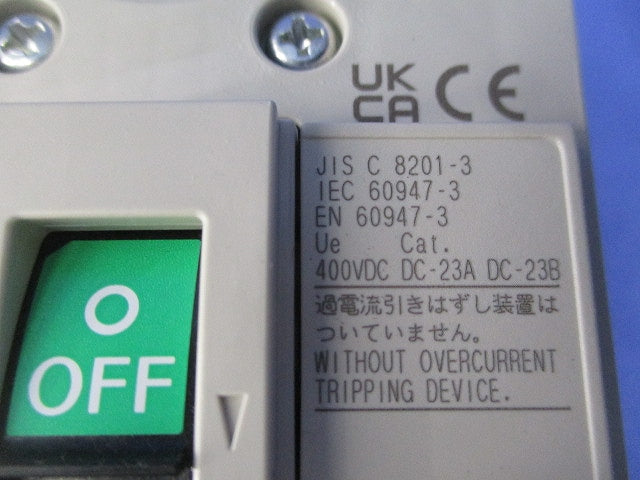 UK
CA CE
JIS C 8201-3
IEC 60947-3
EN 60947-3
Ue Cat.
400VDC DC-23A DC-23B
過電流引きはずし装置は
ついていません。
WITHOUT OVERCURRENT
TRIPPING DEVICE.
O
OFF